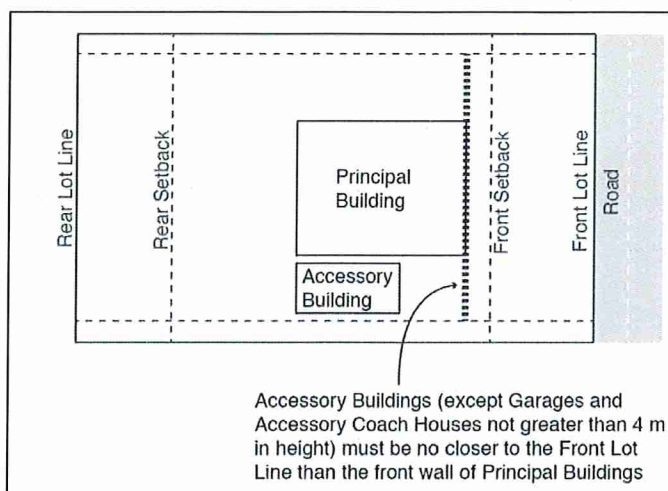 Rear Lot Line
Rear Setback
Principal
Building
Accessory
Building
Front Setback
Front Lot Line
Road
Accessory Buildings (except Garages and
Accessory Coach Houses not greater than 4 m
in height) must be no closer to the Front Lot
Line than the front wall of Principal Buildings